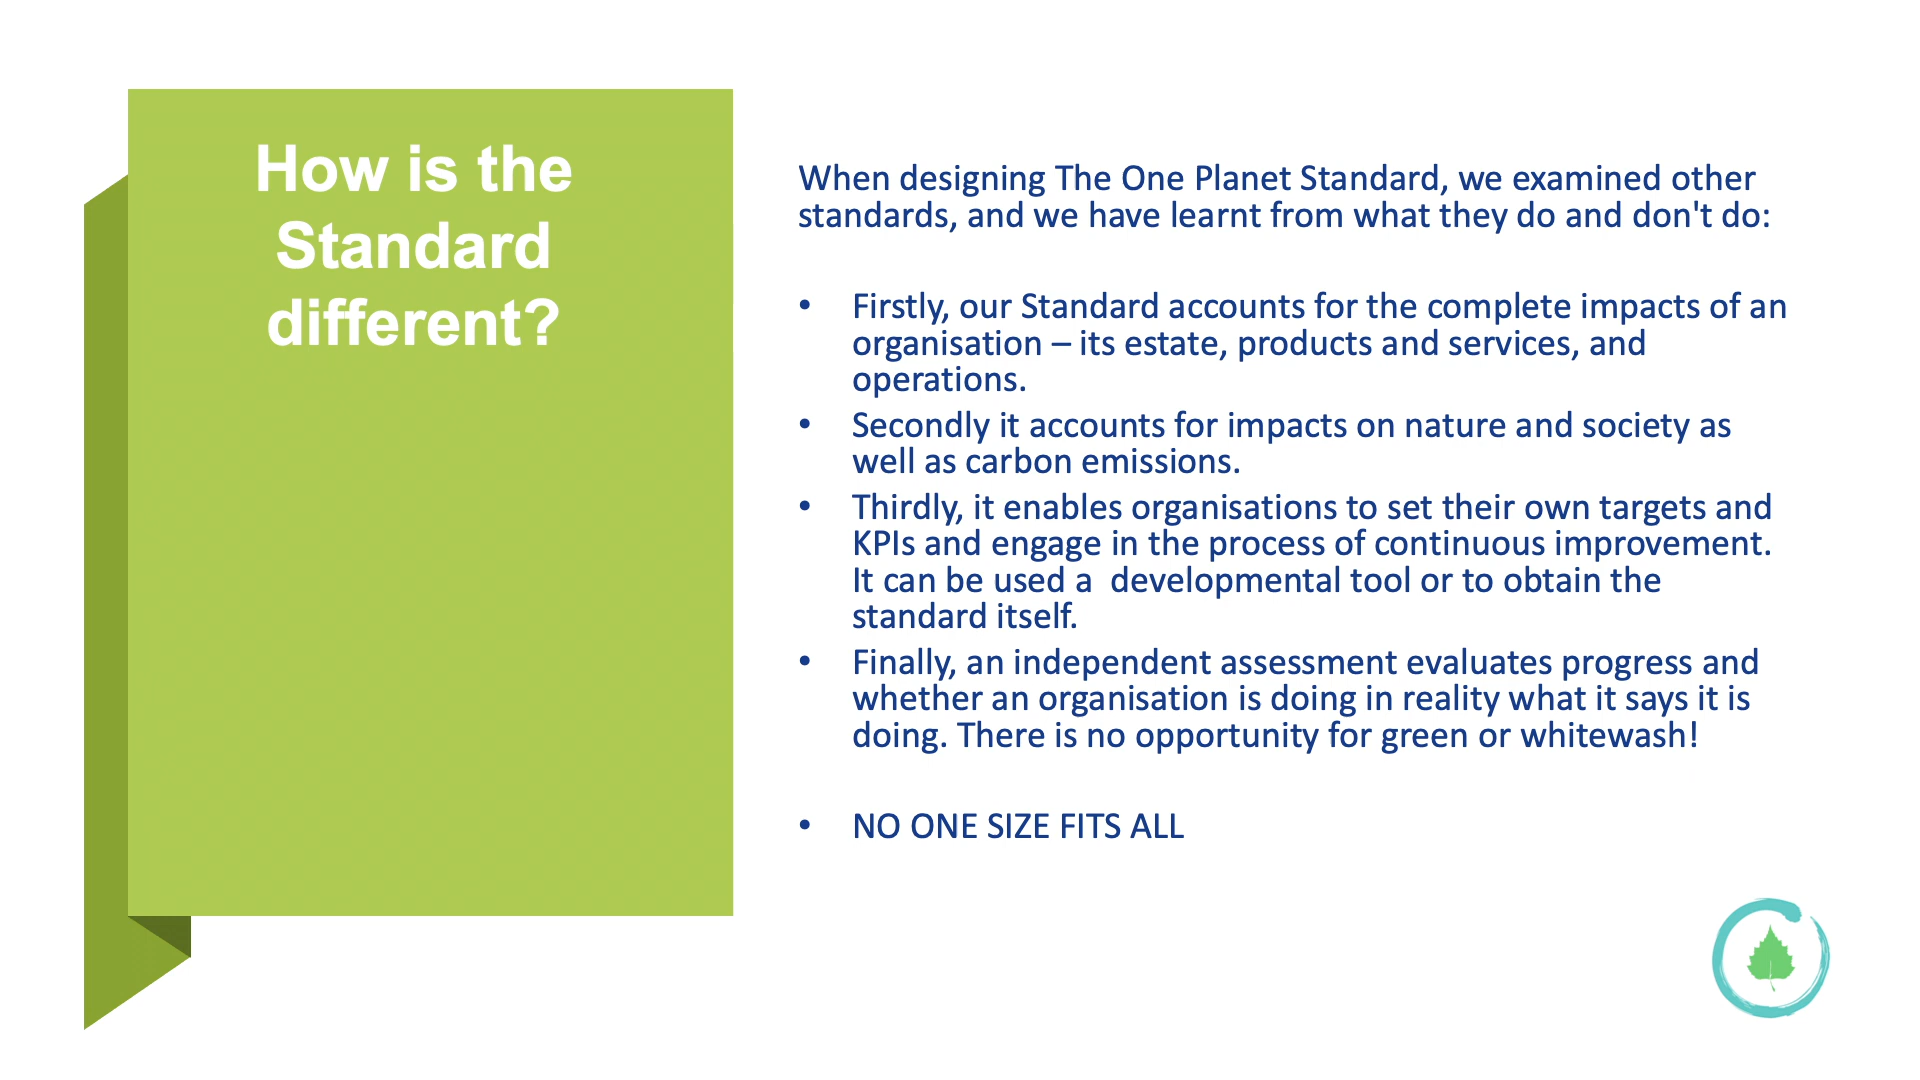 How is the
Standard
different?
When designing The One Planet Standard, we examined other
standards, and we have learnt from what they do and don't do:
• Firstly, our Standard accounts for the complete impacts of an
organisation – its estate, products and services, and
operations.
• Secondly it accounts for impacts on nature and society as
well as carbon emissions.
• Thirdly, it enables organisations to set their own targets and
KPIs and engage in the process of continuous improvement.
It can be used a  developmental tool or to obtain the
standard itself.
• Finally, an independent assessment evaluates progress and
whether an organisation is doing in reality what it says it is
doing. There is no opportunity for green or whitewash!
• NO ONE SIZE FITS ALL